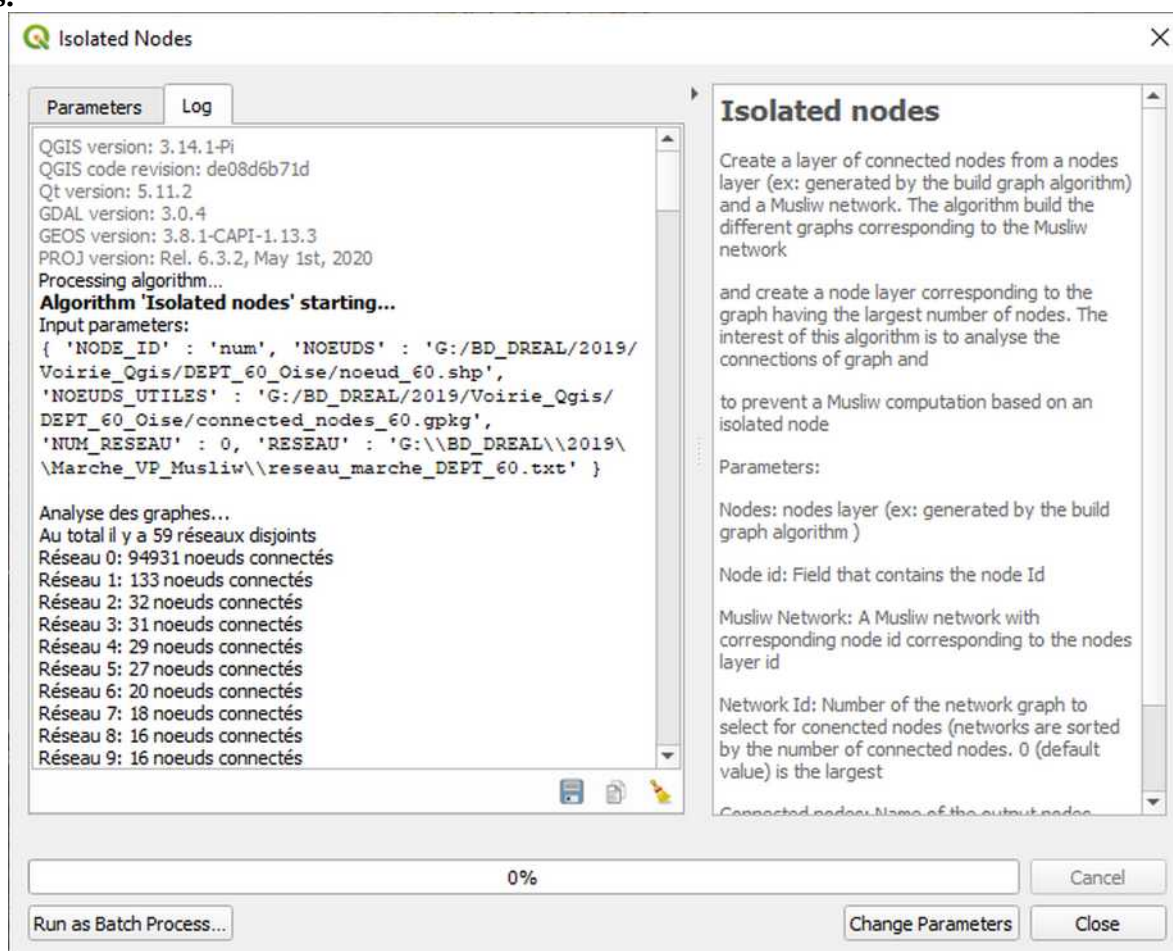 Isolated Nodes
Parameters
Log
QGIS version: 3.14.1-Pi
QGIS code revision: de08d6b71d
Qt version: 5.11.2
GDAL version: 3.0.4
GEOS version: 3.8.1-CAPI-1.13.3
PROJ version: Rel. 6.3.2, May 1st, 2020
Processing algorithm...
Algorithm 'Isolated nodes' starting...
Input parameters:
{ 'NODE_ID' : 'num', 'NOEUDS' : 'G:/BD_DREAL/2019/
Voirie_Qgis/DEPT_60_Oise/noeud_60.shp',
'NOEUDS_UTILES' : 'G:/BD_DREAL/2019/Voirie_Qgis/
DEPT_60_Oise/connected_nodes_60.gpkg',
'NUM_RESEAU' : 0, 'RESEAU' : 'G:\\BD_DREAL\\2019\
\Marche_VP_Musliw\\reseau_marche_DEPT_60.txt' }
Analyse des graphes...
Au total il y a 59 réseaux disjoints
Réseau 0: 94931 noeuds connectés
Réseau 1: 133 noeuds connectés
Réseau 2: 32 noeuds connectés
Réseau 3: 31 noeuds connectés
Réseau 4: 29 noeuds connectés
Réseau 5: 27 noeuds connectés
Réseau 6: 20 noeuds connectés
Réseau 7: 18 noeuds connectés
Réseau 8: 16 noeuds connectés
Réseau 9: 16 noeuds connectés
Isolated nodes
Create a layer of connected nodes from a nodes
layer (ex: generated by the build graph algorithm)
and a Musliw network. The algorithm build the
different graphs corresponding to the Musliw
network
and create a node layer corresponding to the
graph having the largest number of nodes. The
interest of this algorithm is to analyse the
connections of graph and
to prevent a Musliw computation based on an
isolated node
Parameters:
Nodes: nodes layer (ex: generated by the build
graph algorithm )
Node id: Field that contains the node Id
Musliw Network: A Musliw network with
corresponding node id corresponding to the nodes
layer id
Network Id: Number of the network graph to
select for conencted nodes (networks are sorted
by the number of connected nodes. 0 (default
value) is the largest
Connected nodes: Name of the output nodes
0%
Cancel
Run as Batch Process...
Change Parameters
Close